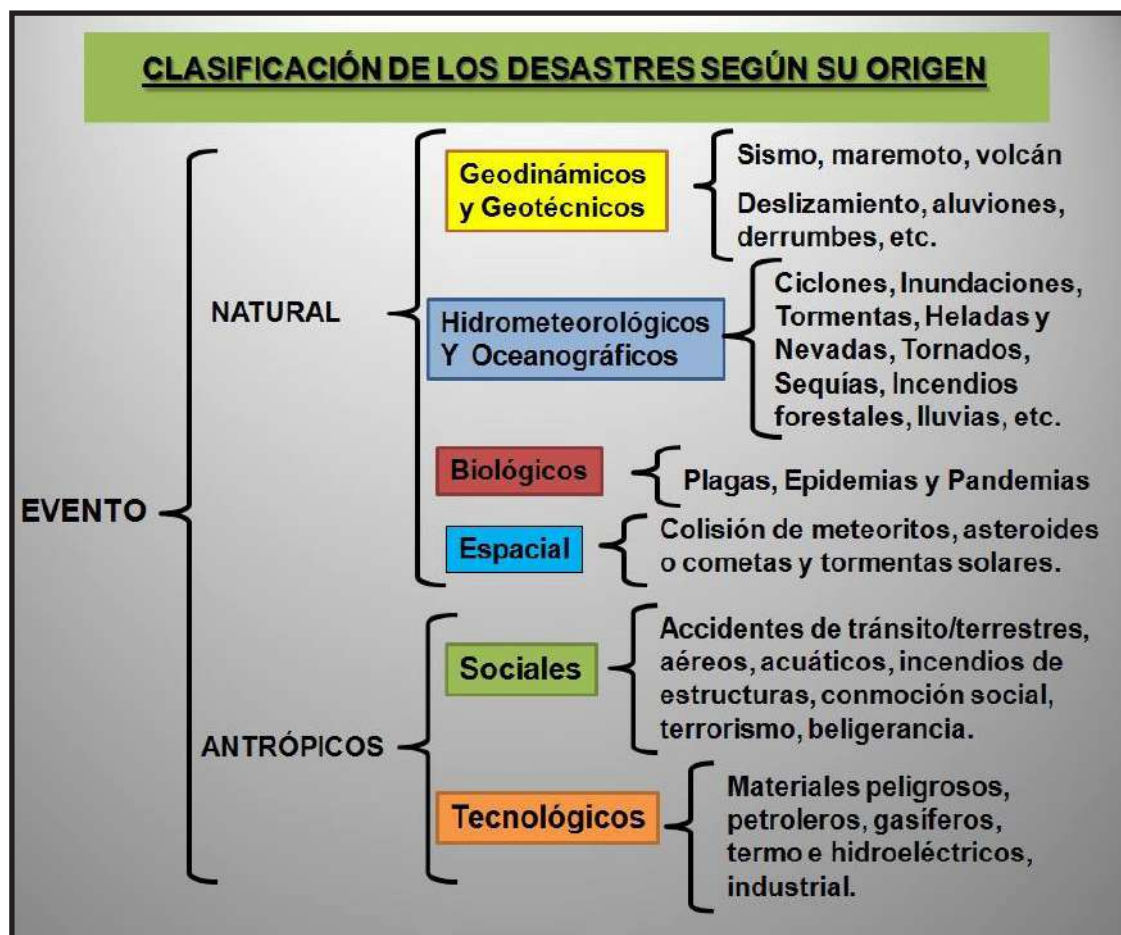 CLASIFICACIÓN DE LOS DESASTRES SEGÚN SU ORIGEN
EVENTO
NATURAL
Geodinámicos
y Geotécnicos
Sismo, maremoto, volcán
Deslizamiento, aluviones,
derrumbes, etc.
Hidrometeorológicos
Y Oceanográficos
Ciclones, Inundaciones,
Tormentas, Heladas y
Nevadas, Tornados,
Sequías, Incendios
forestales, lluvias, etc.
Biológicos
Plagas, Epidemias y Pandemias
Espacial
Colisión de meteoritos, asteroides
o cometas y tormentas solares.
ANTRÓPICOS
Sociales
Accidentes de tránsito/terrestres,
aéreos, acuáticos, incendios de
estructuras, conmoción social,
terrorismo, beligerancia.
Tecnológicos
Materiales peligrosos,
petroleros, gasíferos,
termo e hidroeléctricos,
industrial.